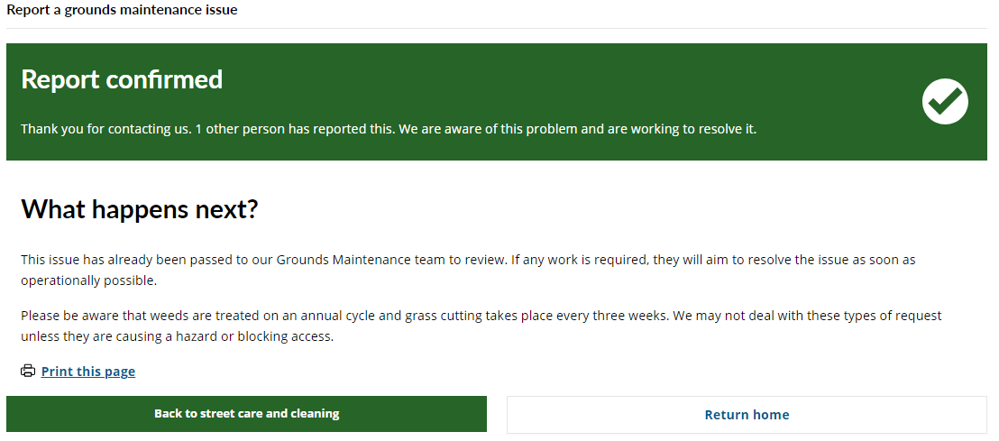 Report a grounds maintenance issue
Report confirmed
Thank you for contacting us. 1 other person has reported this. We are aware of this problem and are working to resolve it.
What happens next?
This issue has already been passed to our Grounds Maintenance team to review. If any work is required, they will aim to resolve the issue as soon as
operationally possible.
Please be aware that weeds are treated on an annual cycle and grass cutting takes place every three weeks. We may not deal with these types of request
unless they are causing a hazard or blocking access.
Print this page
Back to street care and cleaning
Return home